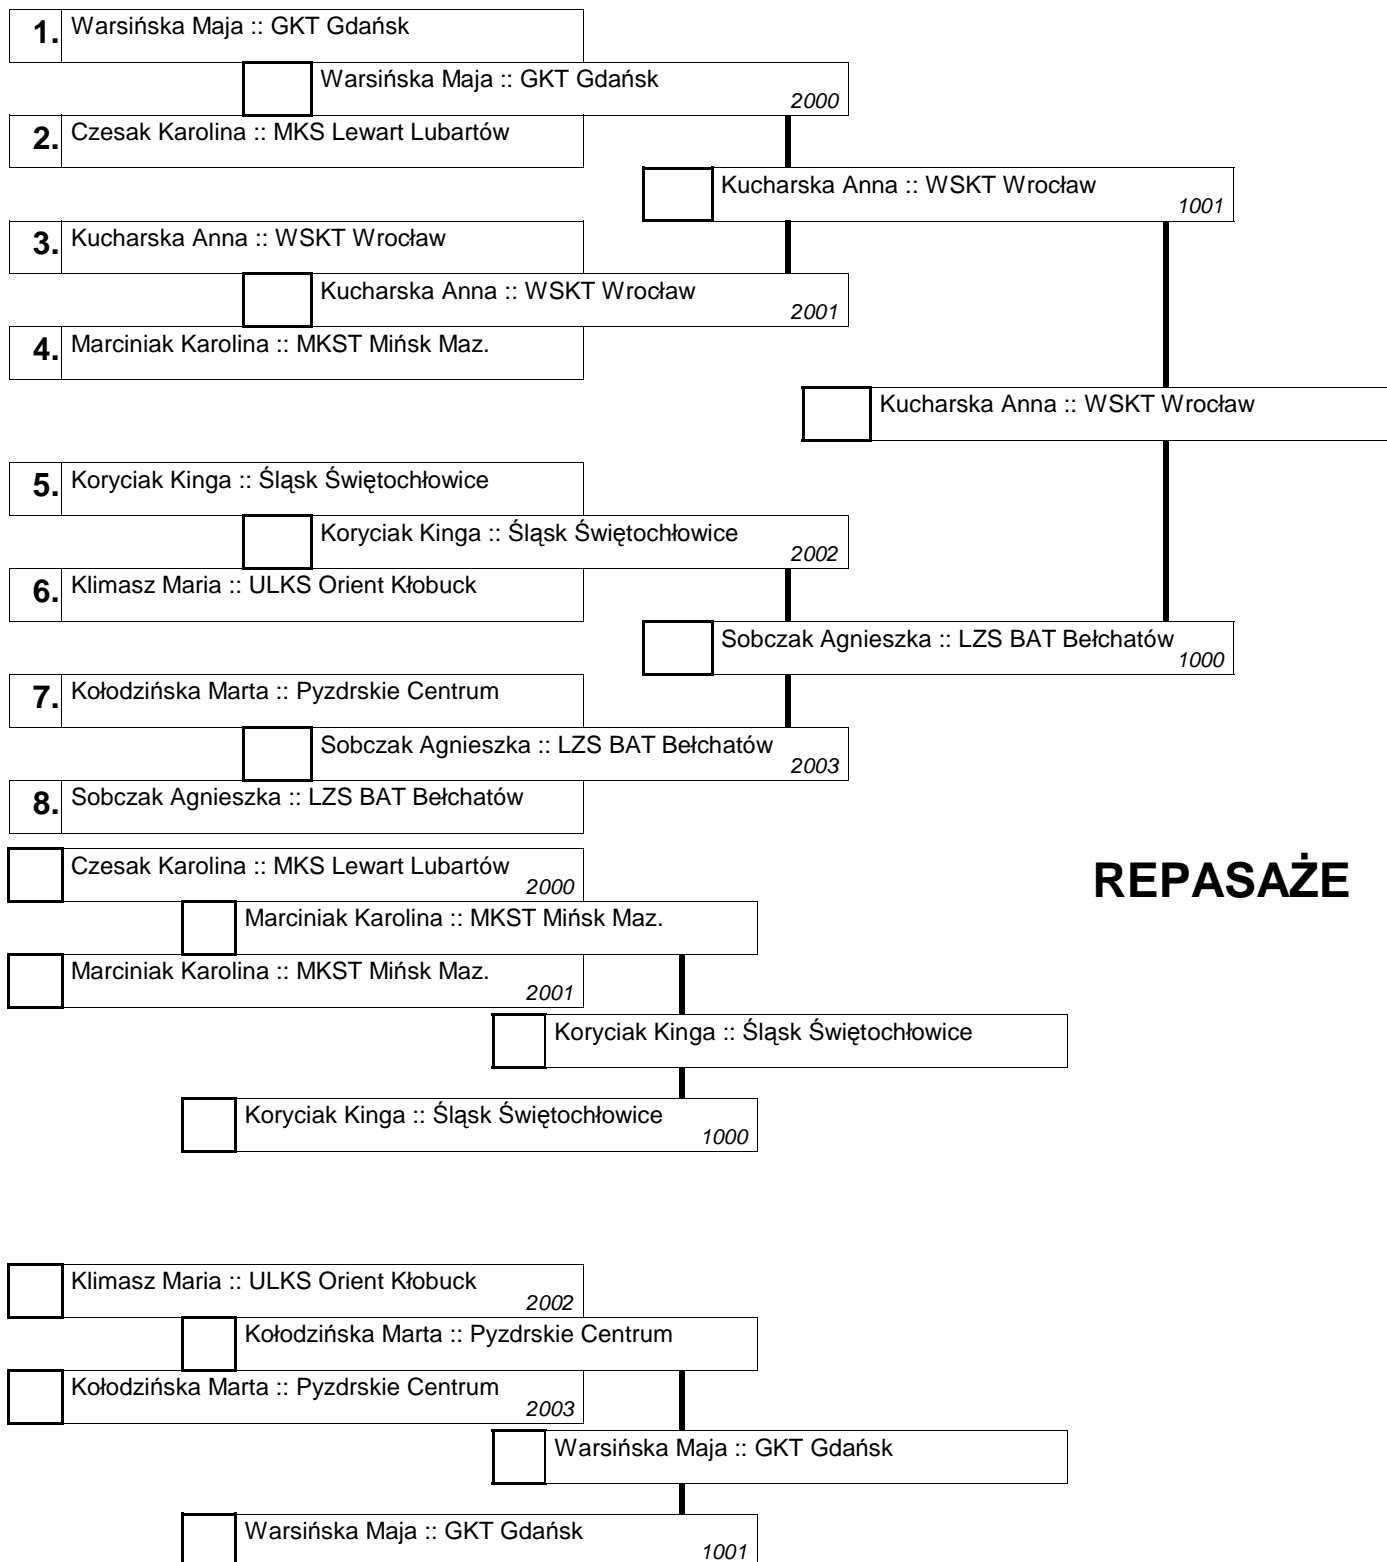 1. Warsińska Maja :: GKT Gdańsk
Warsińska Maja :: GKT Gdańsk
2000
2. Czesak Karolina :: MKS Lewart Lubartów
Kucharska Anna :: WSKT Wrocław
1001
3. Kucharska Anna :: WSKT Wrocław
Kucharska Anna :: WSKT Wrocław
2001
4. Marciniak Karolina :: MKST Mińsk Maz.
Kucharska Anna :: WSKT Wrocław
5. Koryciak Kinga :: Śląsk Świętochłowice
Koryciak Kinga :: Śląsk Świętochłowice
2002
6. Klimasz Maria :: ULKS Orient Kłobuck
Sobczak Agnieszka :: LZS BAT Bełchatów
1000
7. Kołodzińska Marta :: Pyzdrskie Centrum
Sobczak Agnieszka :: LZS BAT Bełchatów
2003
8. Sobczak Agnieszka :: LZS BAT Bełchatów
Czesak Karolina :: MKS Lewart Lubartów
2000
REPASAŻE
Marciniak Karolina :: MKST Mińsk Maz.
Marciniak Karolina :: MKST Mińsk Maz.
2001
Koryciak Kinga :: Śląsk Świętochłowice
Koryciak Kinga :: Śląsk Świętochłowice
1000
Klimasz Maria :: ULKS Orient Kłobuck
2002
Kołodzińska Marta :: Pyzdrskie Centrum
Kołodzińska Marta :: Pyzdrskie Centrum
2003
Warsińska Maja :: GKT Gdańsk
Warsińska Maja :: GKT Gdańsk
1001